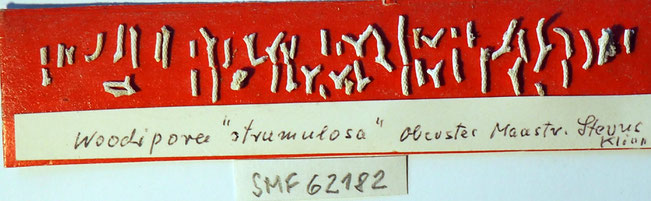 Woodipora "strumulosa" Oberstes Maastr. Stevns
Klint
SMF 62182